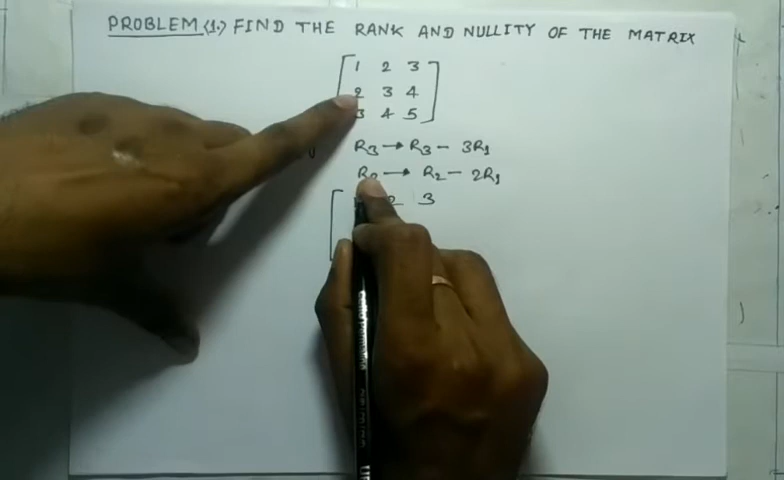 PROBLEM (1.) FIND THE RANK AND NULLITY OF THE MATRIX
1 2 3
2 3 4
3 4 5
R3 → R3 - 3R1
R2 → R2 - 2R1
2 3